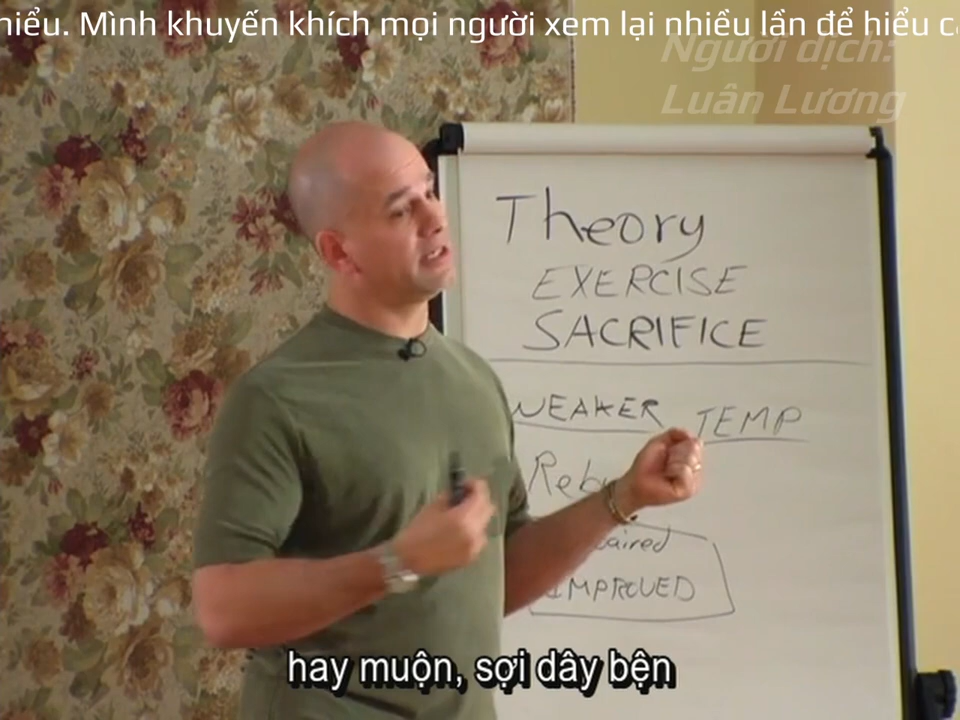 hiểu. Mình khuyến khích mọi người xem lại nhiều lần để hiểu
Người dịch:
Luân Lương
Theory
EXERCISE
SACRIFICE
WEAKER TEMP
IMPROVED
hay muộn, sợi dây bện